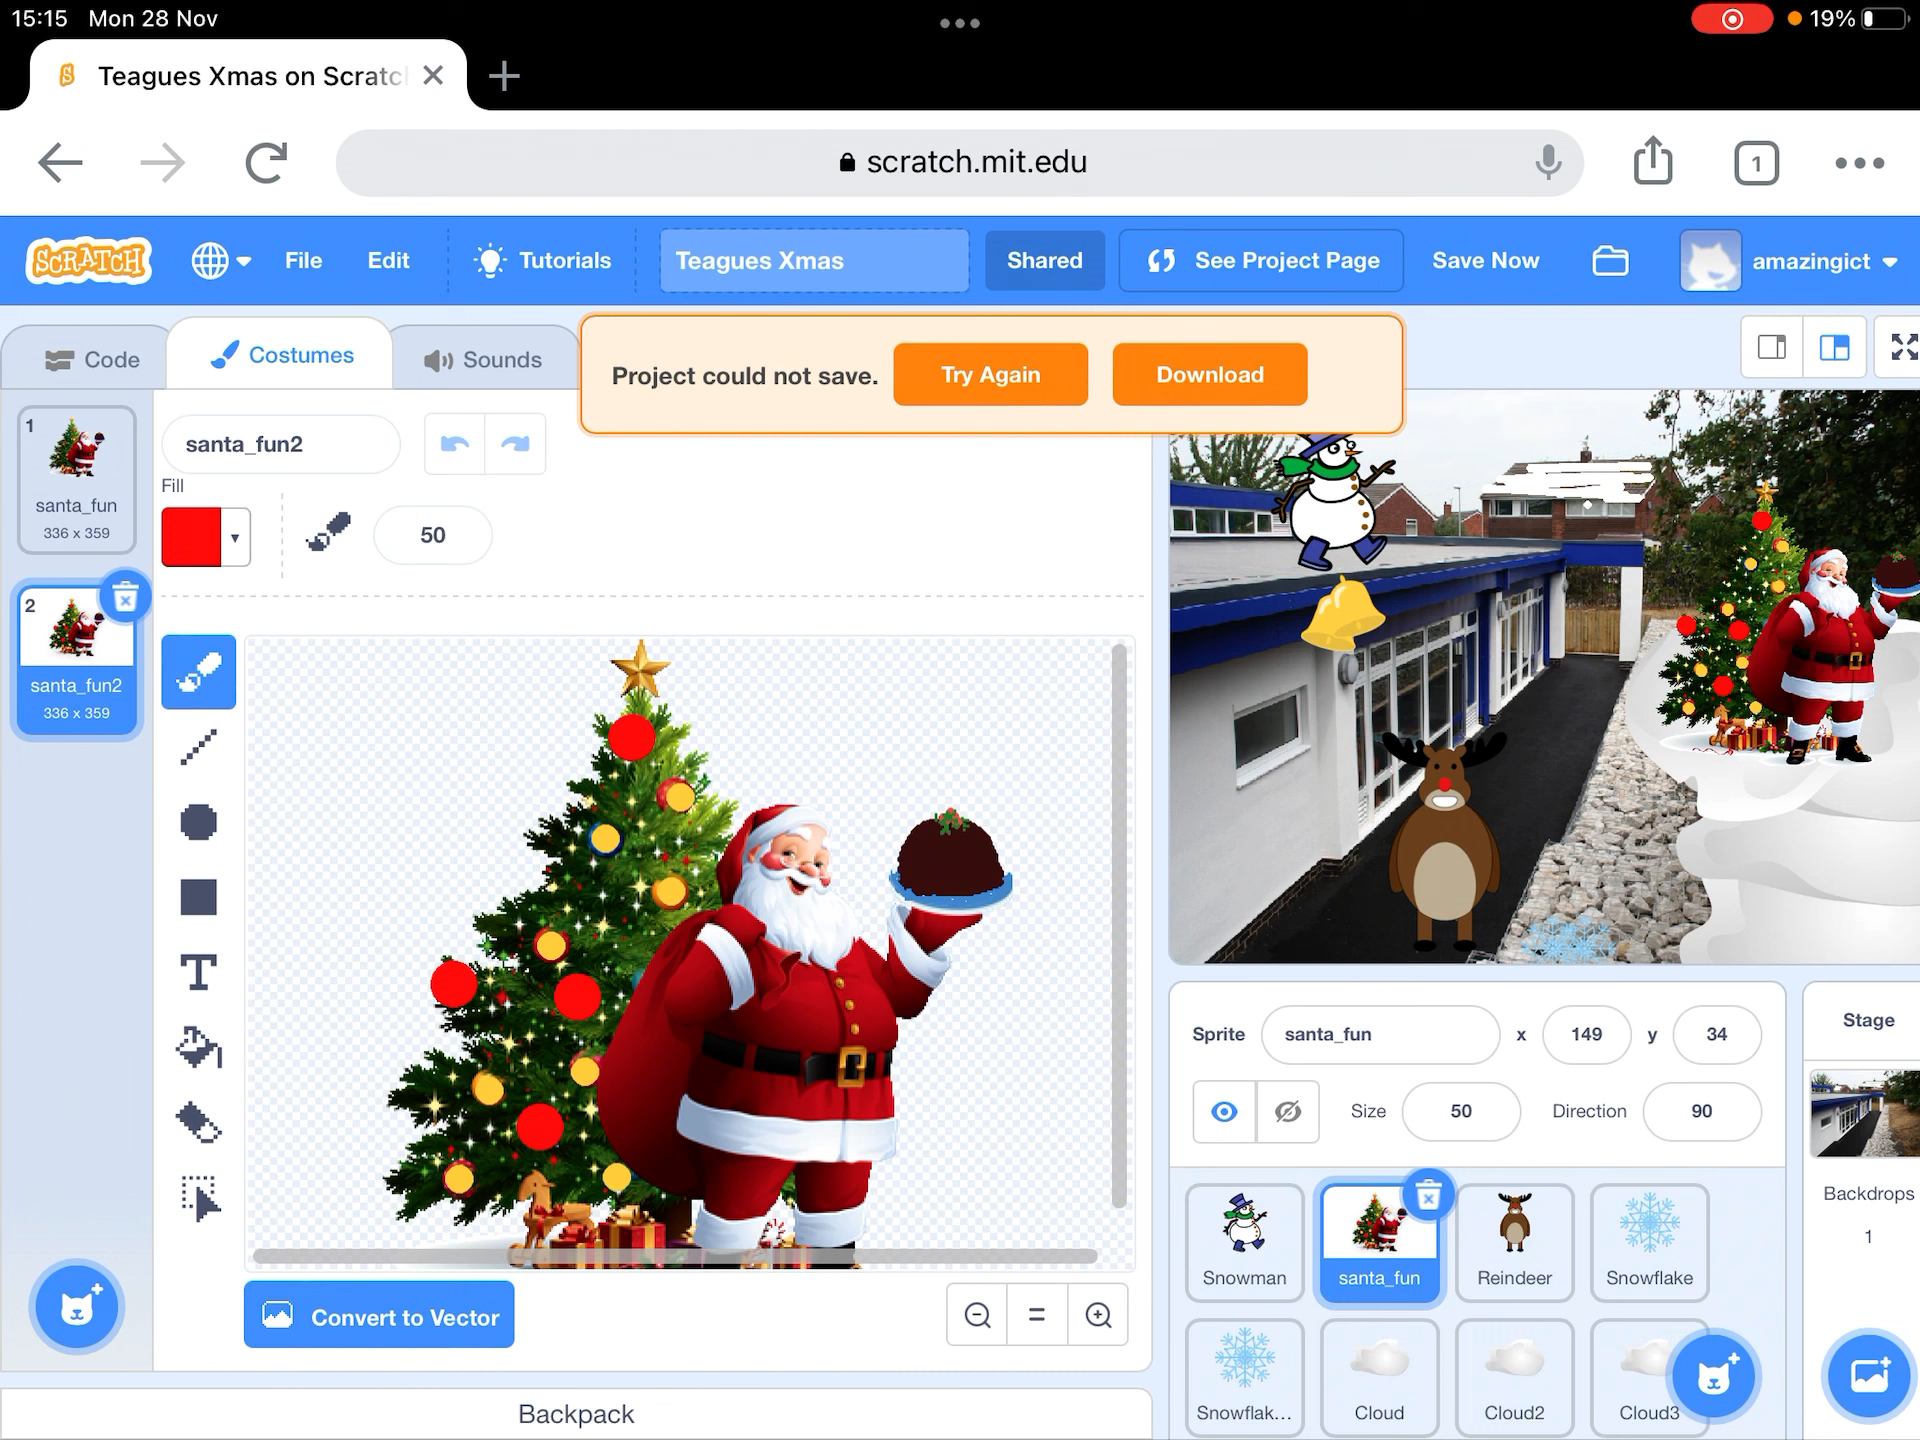 15:15 Mon 28 Nov
19%
Teagues Xmas on Scratc
scratch.mit.edu
1
SCRATCH
File
Edit
Tutorials
Teagues Xmas
Shared
See Project Page
Save Now
amazingict
Code
Costumes
Sounds
Project could not save.
Try Again
Download
1
santa_fun
336 x 359
2
santa_fun2
336 x 359
santa_fun2
Fill
50
T
Convert to Vector
Backpack
Sprite
santa_fun
x
149
y
34
Size
50
Direction
90
Stage
Backdrops
1
Snowman
santa_fun
Reindeer
Snowflake
Snowflak...
Cloud
Cloud2
Cloud3